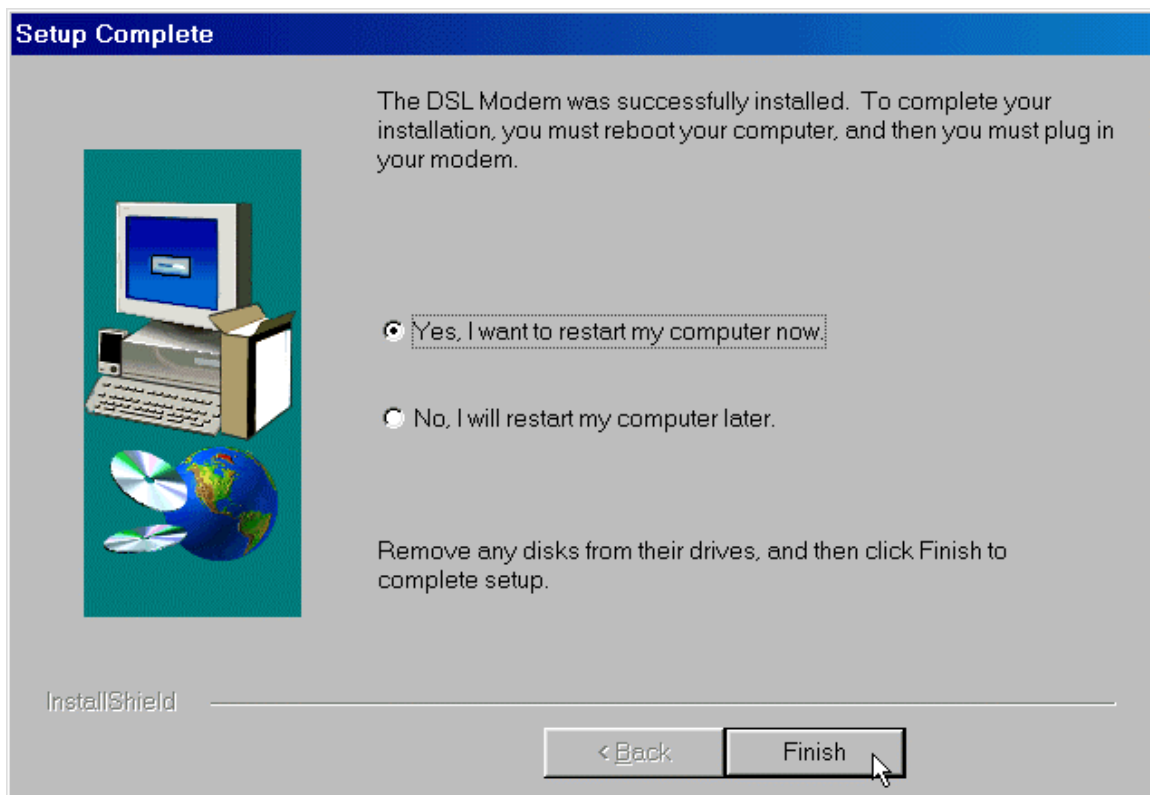 Setup Complete
The DSL Modem was successfully installed.  To complete your
installation, you must reboot your computer, and then you must plug in
your modem.
Yes, I want to restart my computer now.
No, I will restart my computer later.
Remove any disks from their drives, and then click Finish to
complete setup.
InstallShield
< Back
Finish